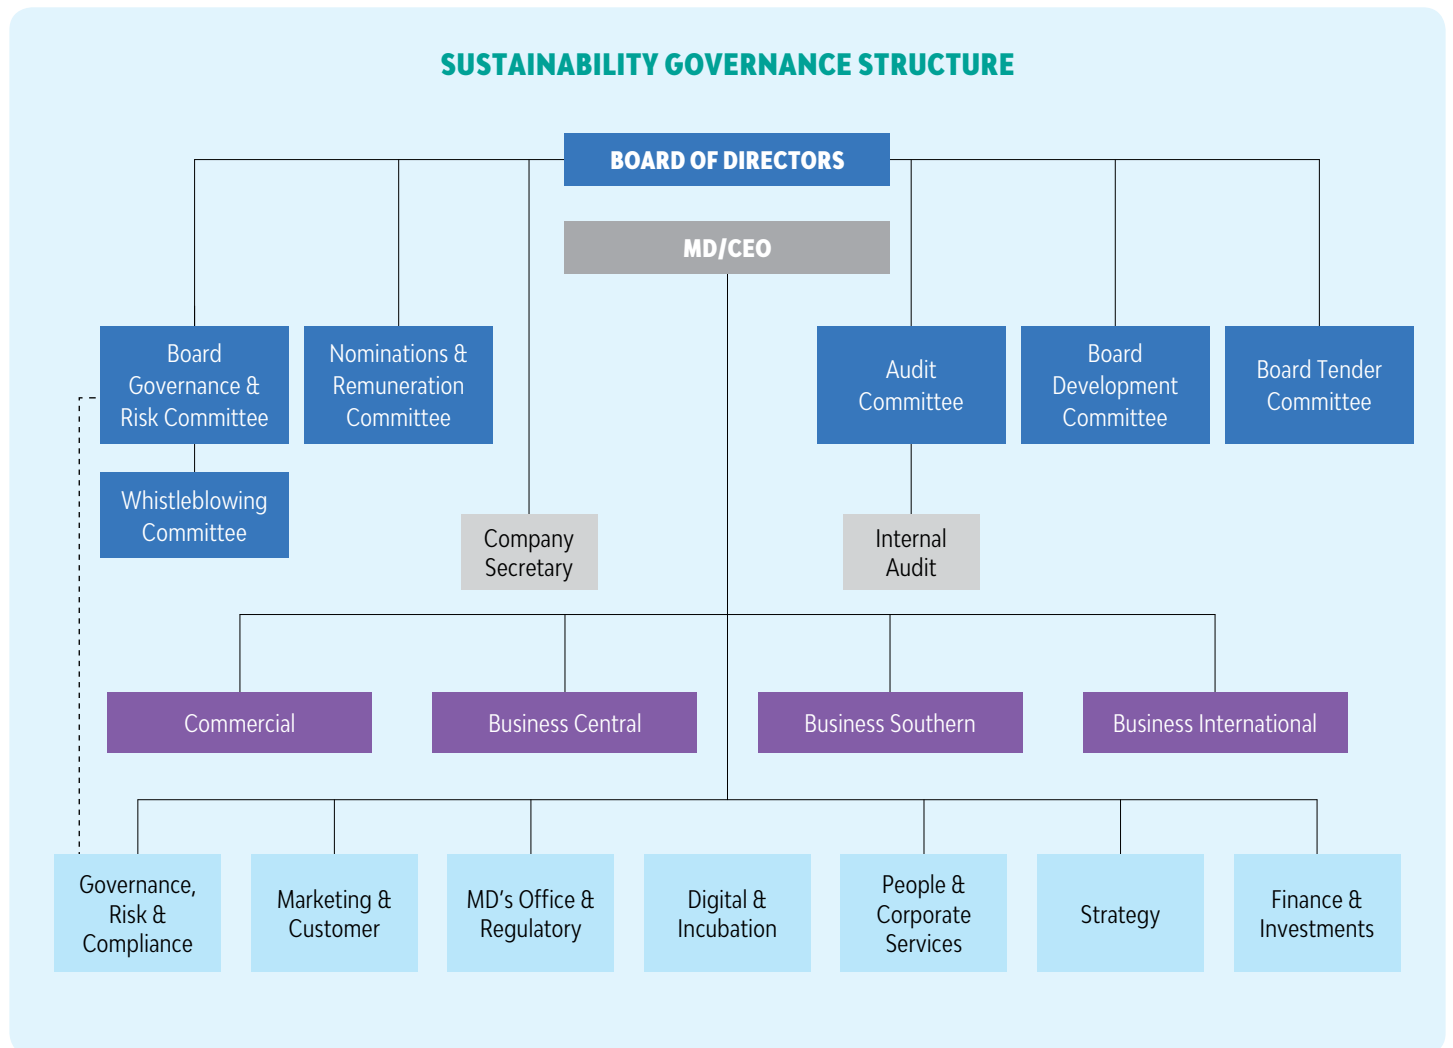 SUSTAINABILITY GOVERNANCE STRUCTURE
BOARD OF DIRECTORS
MD/CEO
Board
Governance &
Risk Committee
Nominations &
Remuneration
Committee
Audit
Committee
Board
Development
Committee
Board Tender
Committee
Whistleblowing
Committee
Company
Secretary
Internal
Audit
Commercial
Business Central
Business Southern
Business International
Governance,
Risk &
Compliance
Marketing &
Customer
MD's Office &
Regulatory
Digital &
Incubation
People &
Corporate
Services
Strategy
Finance &
Investments